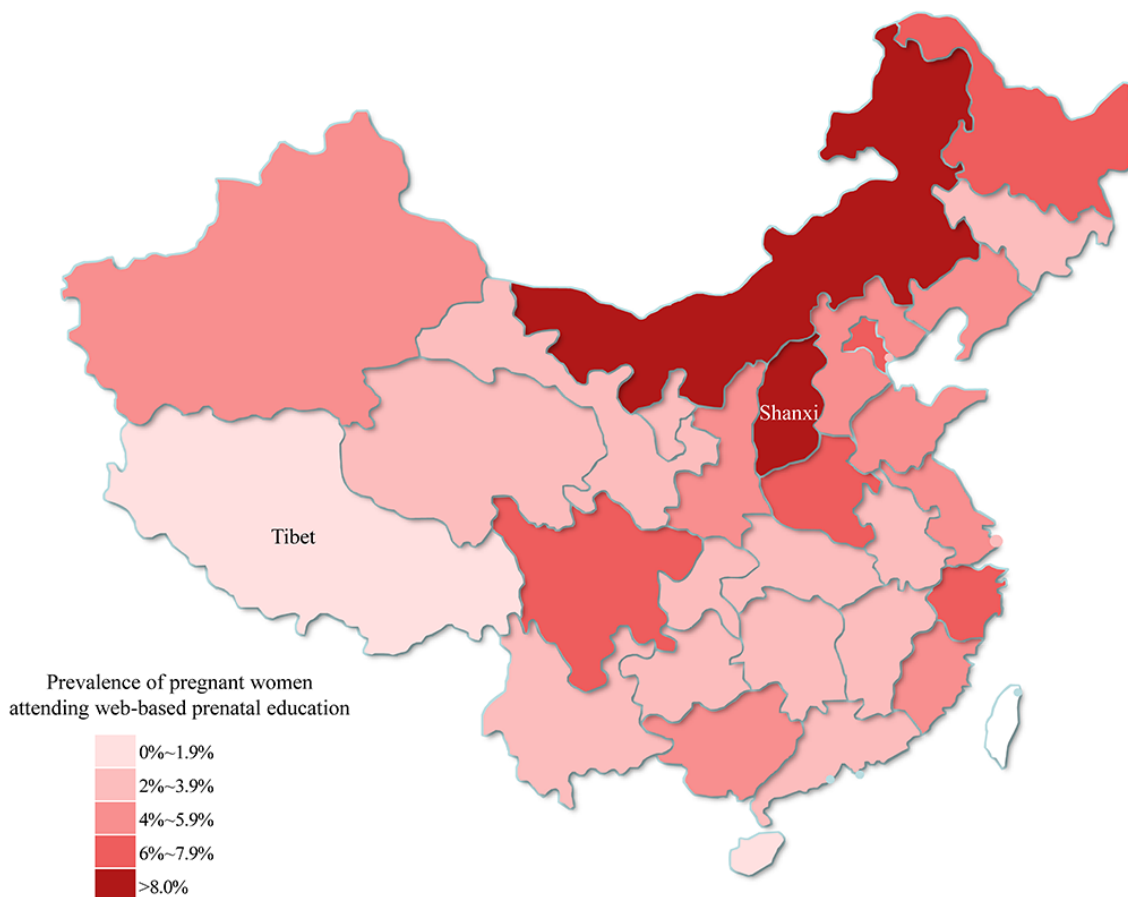 Shanxi
Tibet
Prevalence of pregnant women
attending web-based prenatal education
0%~1.9%
2%~3.9%
4%~5.9%
6%~7.9%
>8.0%